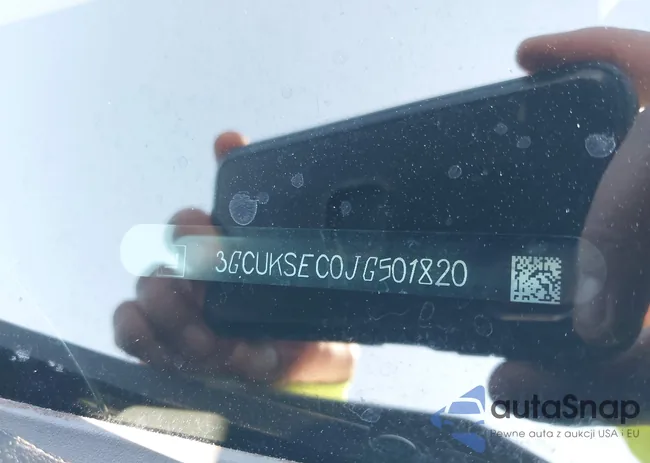 3GCUKSEC0JG501820
autaSnap
Pewne auta z aukcji USA i EU